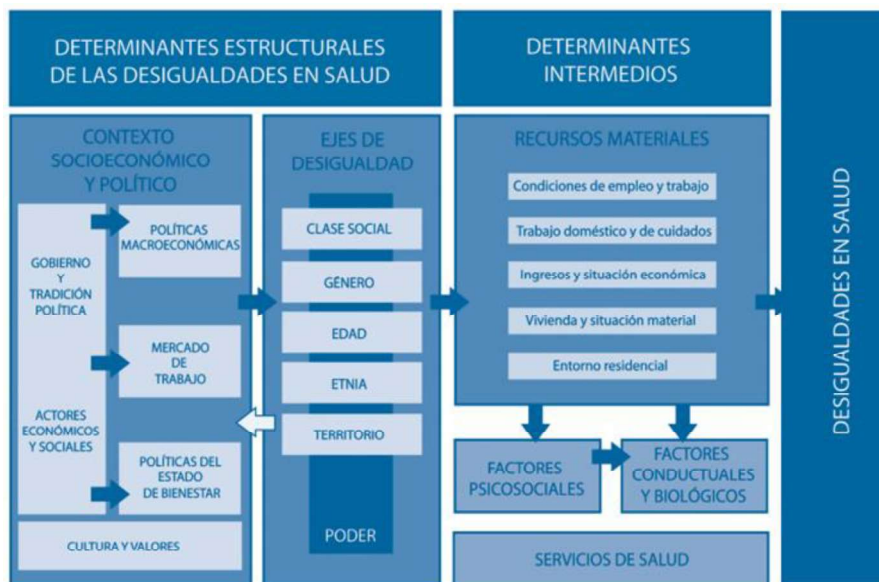 DETERMINANTES ESTRUCTURALES
DE LAS DESIGUALDADES EN SALUD
DETERMINANTES
INTERMEDIOS
CONTEXTO
SOCIOECONÓMICO
Y POLÍTICO
GOBIERNO
Y
TRADICIÓN
POLÍTICA
ACTORES
ECONÓMICOS
Y SOCIALES
POLÍTICAS
MACROECONÓMICAS
MERCADO
DE
TRABAJO
POLÍTICAS DEL
ESTADO
DE BIENESTAR
CULTURA Y VALORES
EJES DE
DESIGUALDAD
CLASE SOCIAL
GÉNERO
EDAD
ETNIA
TERRITORIO
PODER
RECURSOS MATERIALES
Condiciones de empleo y trabajo
Trabajo doméstico y de cuidados
Ingresos y situación económica
Vivienda y situación material
Entorno residencial
FACTORES
PSICOSOCIALES
FACTORES
CONDUCTUALES
Y BIOLÓGICOS
SERVICIOS DE SALUD
DESIGUALDADES EN SALUD